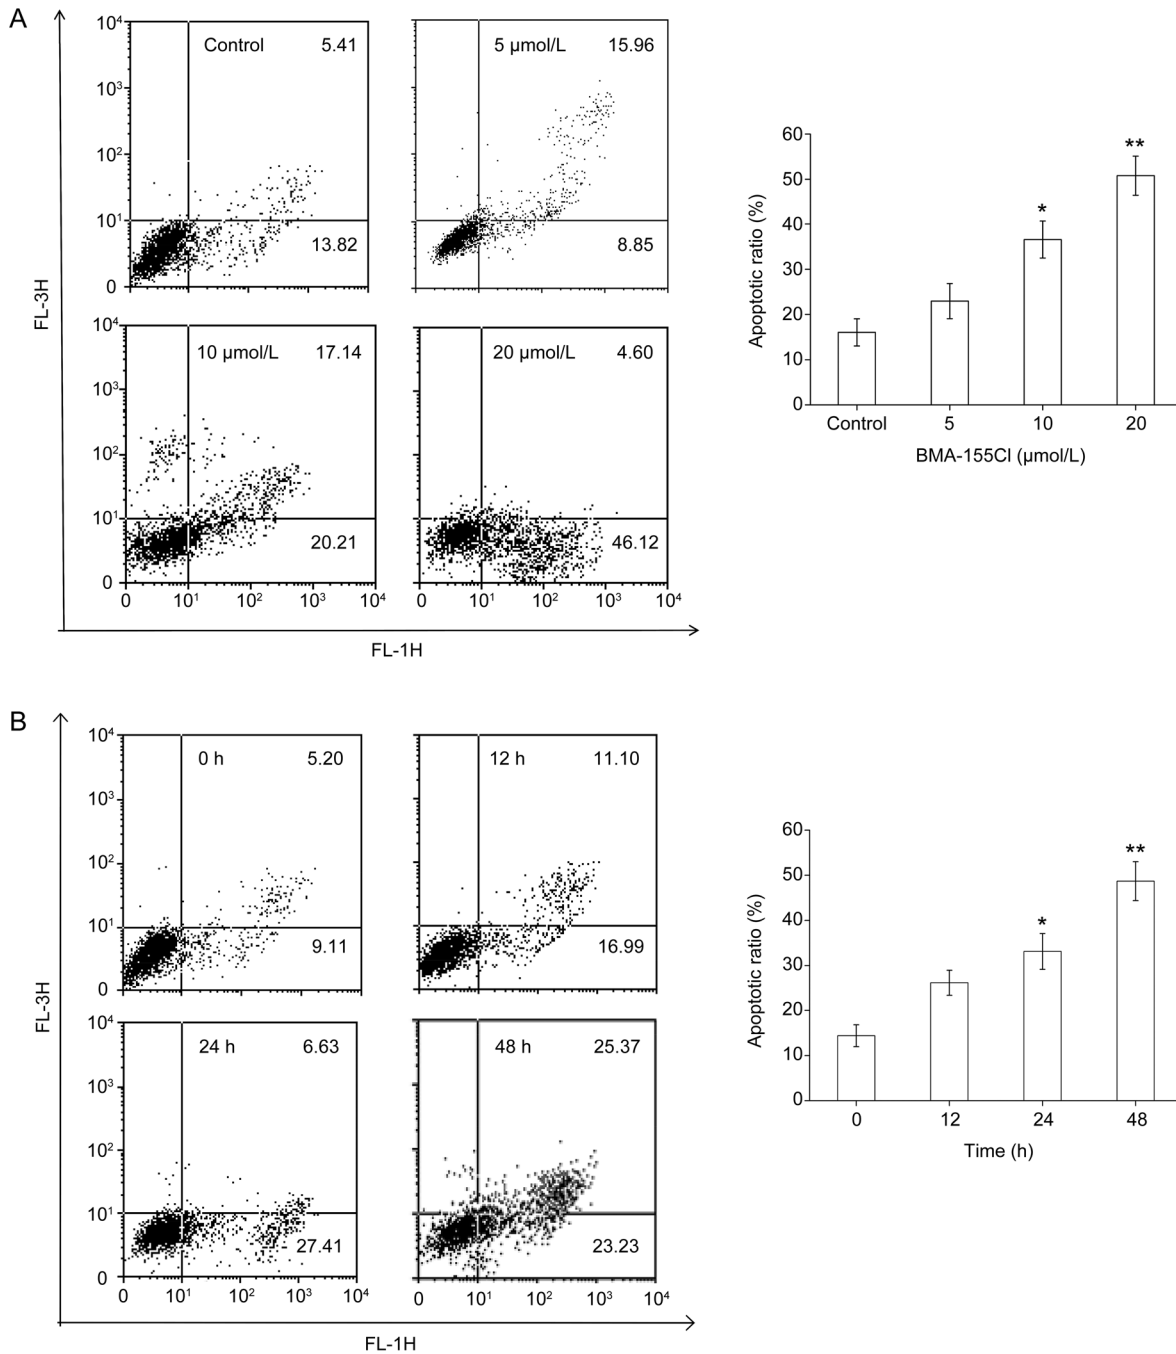 A
FL-3H
10⁴
10³
10²
10¹
0
Control 5.41
13.82
5 µmol/L 15.96
8.85
10⁴
10³
10²
10¹
0
10 µmol/L 17.14
20.21
0 10¹ 10² 10³ 10⁴
20 µmol/L 4.60
46.12
0 10¹ 10² 10³ 10⁴
FL-1H
Apoptotic ratio (%)
60
50
40
30
20
10
0
*
**
Control 5 10 20
BMA-155Cl (µmol/L)
B
FL-3H
10⁴
10³
10²
10¹
0
0 h 5.20
9.11
12 h 11.10
16.99
10⁴
10³
10²
10¹
0
24 h 6.63
27.41
0 10¹ 10² 10³ 10⁴
48 h 25.37
23.23
0 10¹ 10² 10³ 10⁴
FL-1H
Apoptotic ratio (%)
60
50
40
30
20
10
0
*
**
0 12 24 48
Time (h)